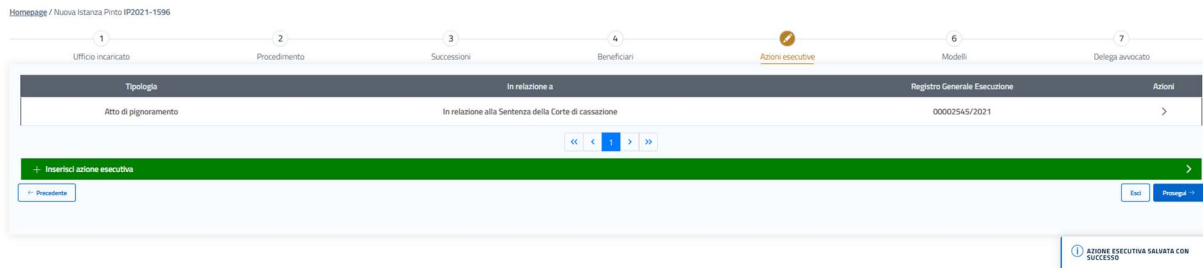 Homepage / Nuova Istanza Pinto IP2021-1596
1 2 3 4 6 7
Ufficio incaricato Procedimento Successioni Beneficiari Azioni esecutive Modelli Delega avvocato
Tipologia In relazione a Registro Generale Esecuzione Azioni
Atto di pignoramento In relazione alla Sentenza della Corte di cassazione 00002545/2021 >
« < 1 > »
+ Inserisci azione esecutiva >
← Precedente Esci Prosegui →
AZIONE ESECUTIVA SALVATA CON
SUCCESSO